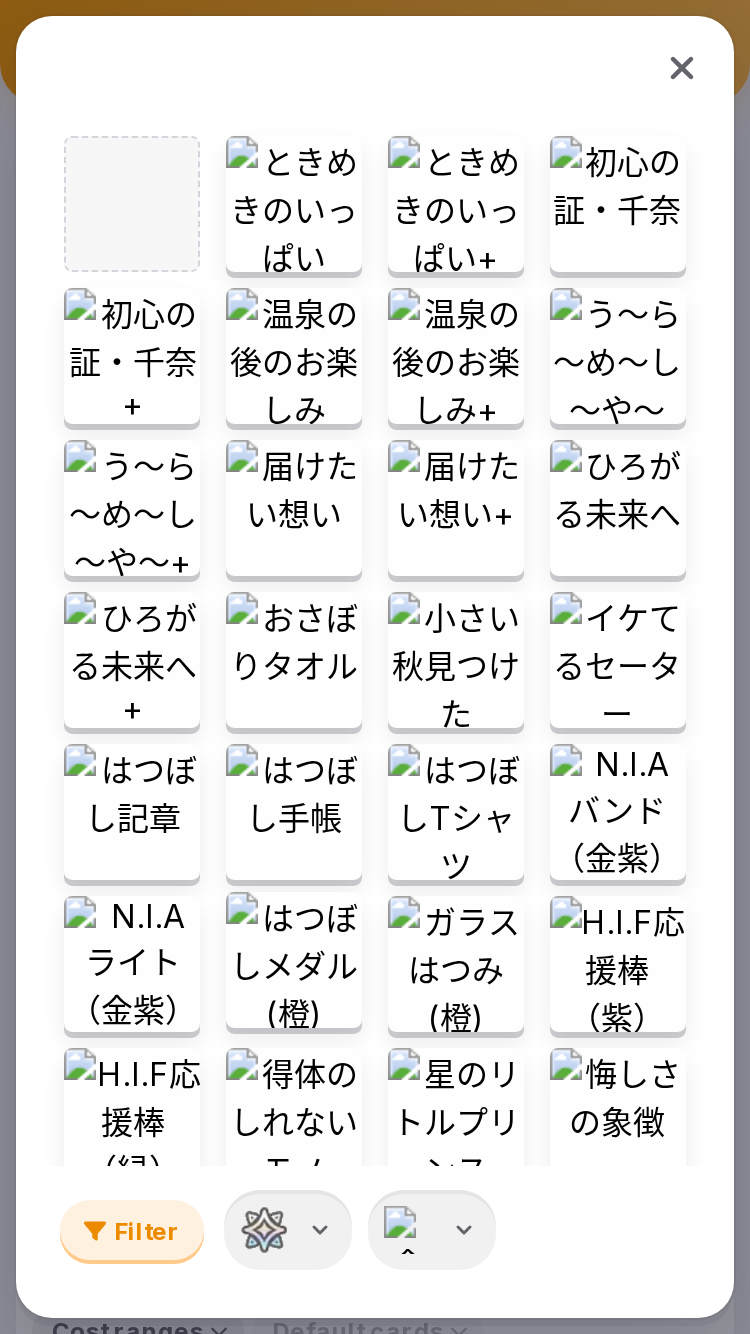 ときめ
きのいっ
ぱい
ときめ
きのいっ
ぱい+
初心の
証・千奈
初心の
証・千奈
+
温泉の
後のお楽
しみ
温泉の
後のお楽
しみ+
う〜ら
〜め〜し
〜や〜
う〜ら
〜め〜し
〜や〜+
届けた
い想い
届けた
い想い+
ひろが
る未来へ
ひろが
る未来へ
+
おさぼ
りタオル
小さい
秋見つけ
た
イケて
るセータ
ー
はつぼ
し記章
はつぼ
し手帳
はつぼ
しTシャ
ツ
N.I.A
バンド
（金紫）
N.I.A
ライト
（金紫）
はつぼ
しメダル
(橙)
ガラス
はつみ
(橙)
H.I.F応
援棒
（紫）
H.I.F応
援棒
（緑）
得体の
しれない
モノ
星のリ
トルプリ
ンス
悔しさ
の象徴
Filter
Cost ranges
Default cards